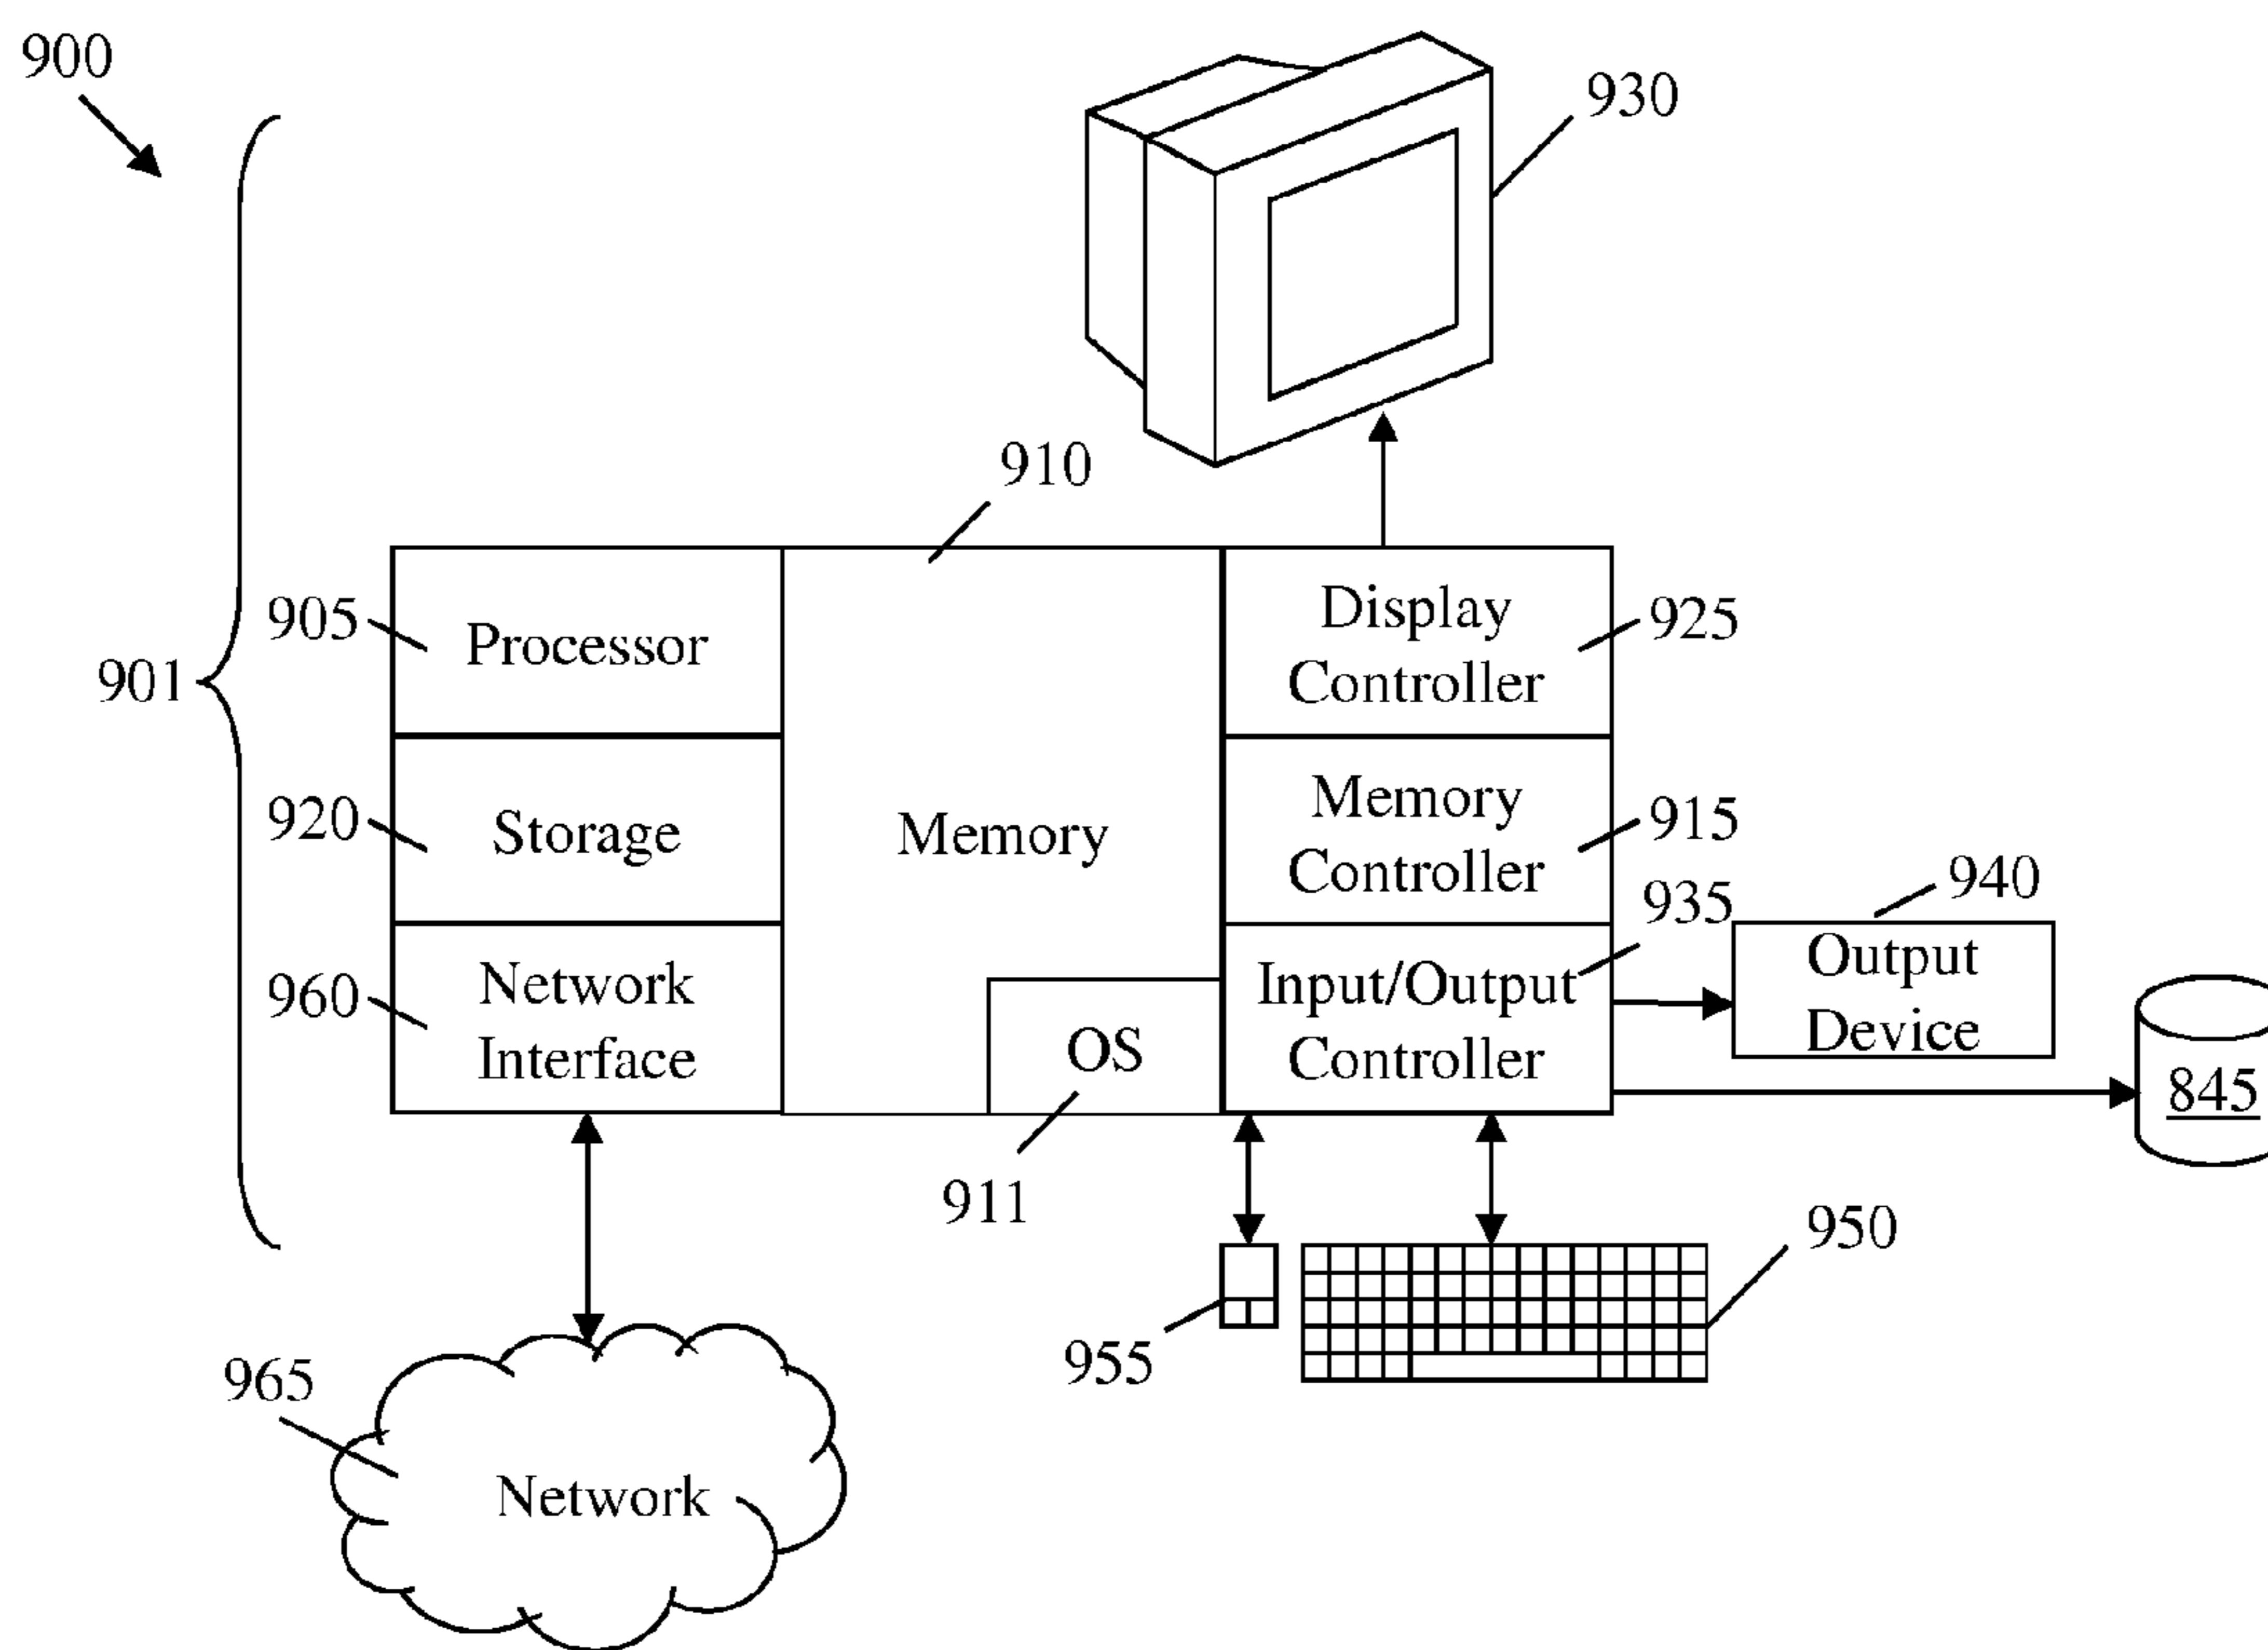 900
930
910
905
Processor
Display
Controller
925
901
920
Storage
Memory
Memory
Controller
915
935
940
Output
Device
960
Network
Interface
OS
Input/Output
Controller
845
911
950
955
965
Network